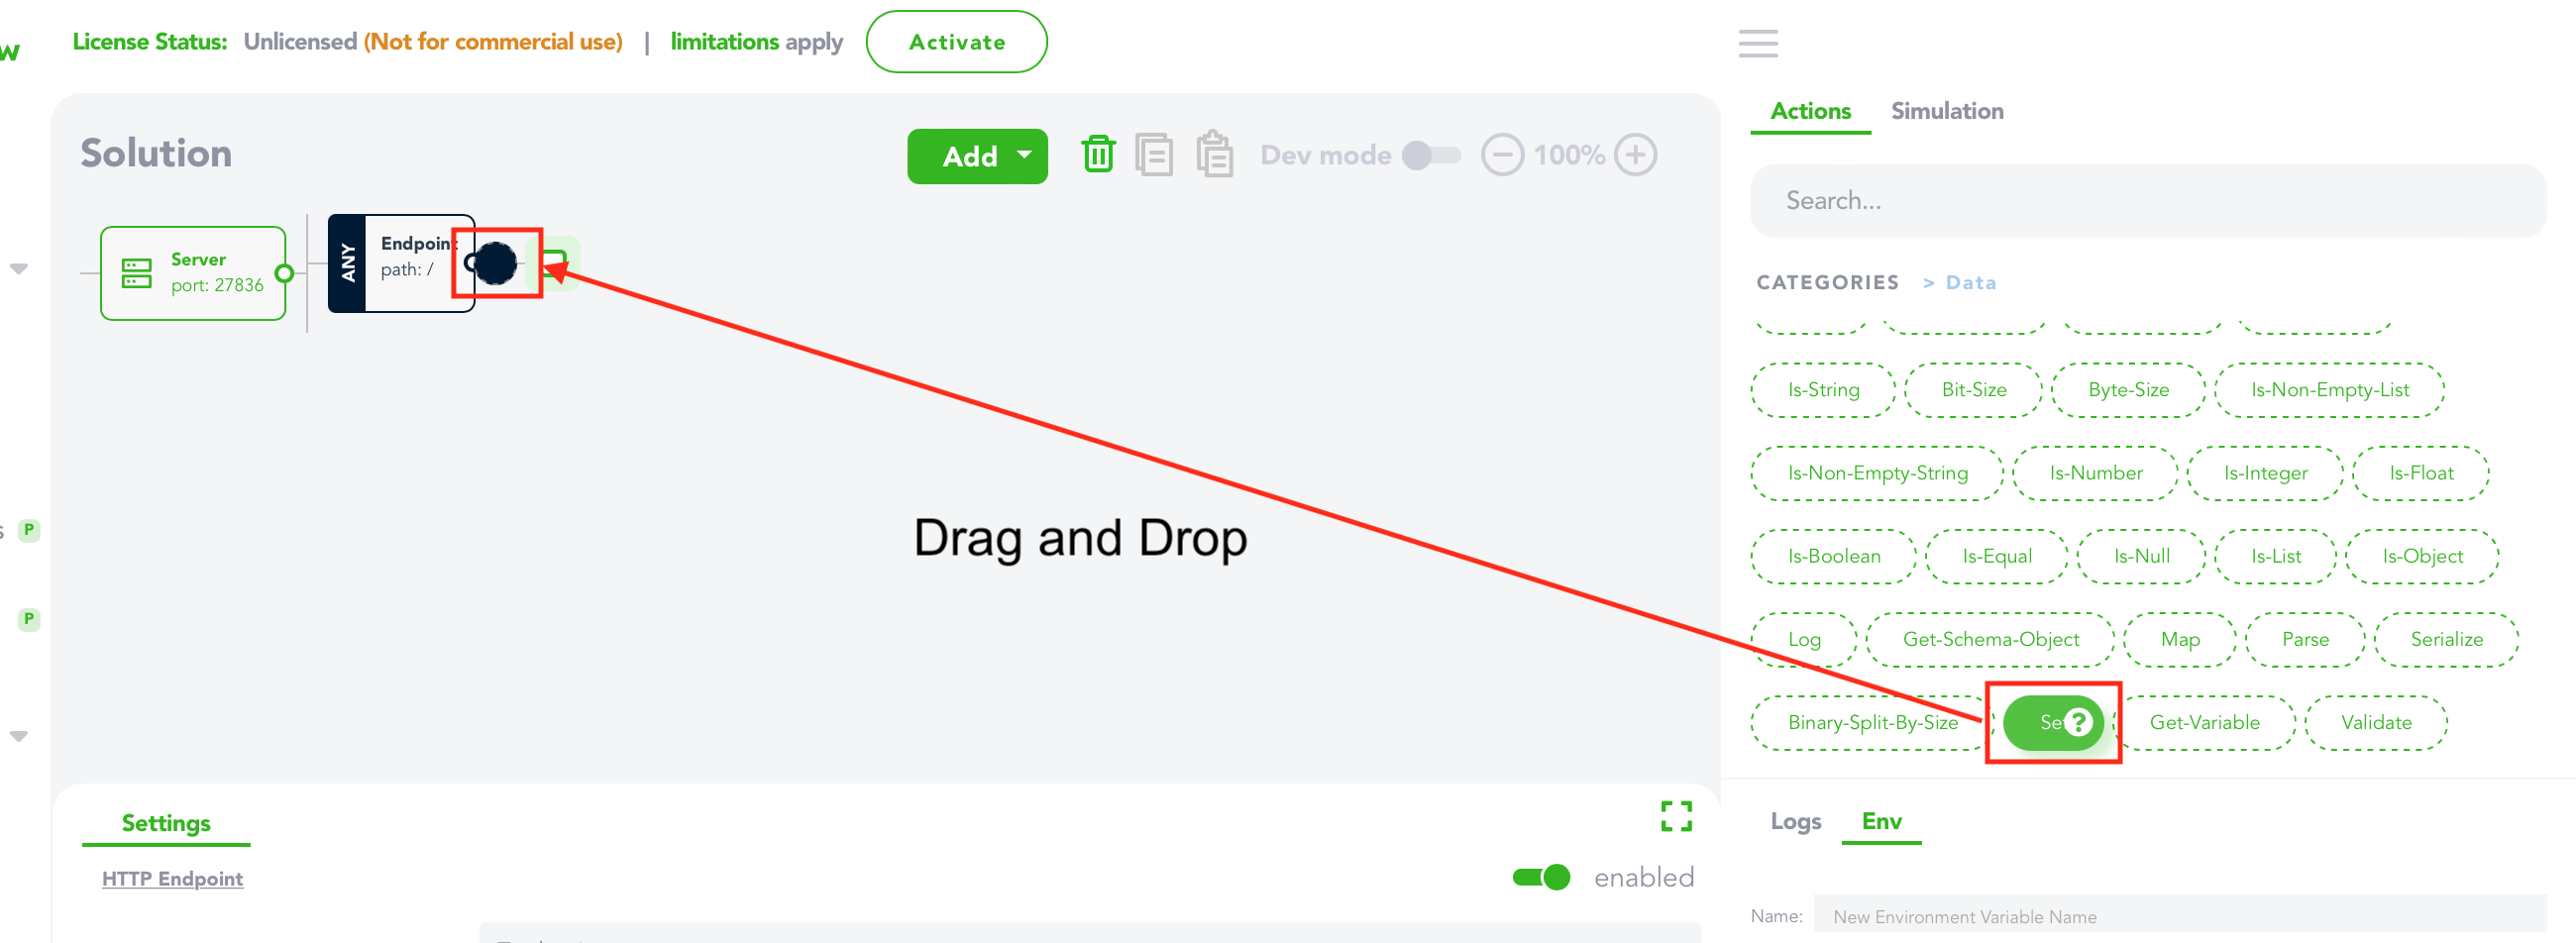 w
License Status: Unlicensed (Not for commercial use) | limitations apply Activate
Actions Simulation
Solution
Add Dev mode 100%
Search...
ANY
Endpoint
path: /
Server
port: 27836
CATEGORIES > Data
Is-String Bit-Size Byte-Size Is-Non-Empty-List
Is-Non-Empty-String Is-Number Is-Integer Is-Float
Drag and Drop
S P
Is-Boolean Is-Equal Is-Null Is-List Is-Object
P
Log Get-Schema-Object Map Parse Serialize
Binary-Split-By-Size Se ? Get-Variable Validate
Settings
Logs Env
HTTP Endpoint
enabled
Name: New Environment Variable Name